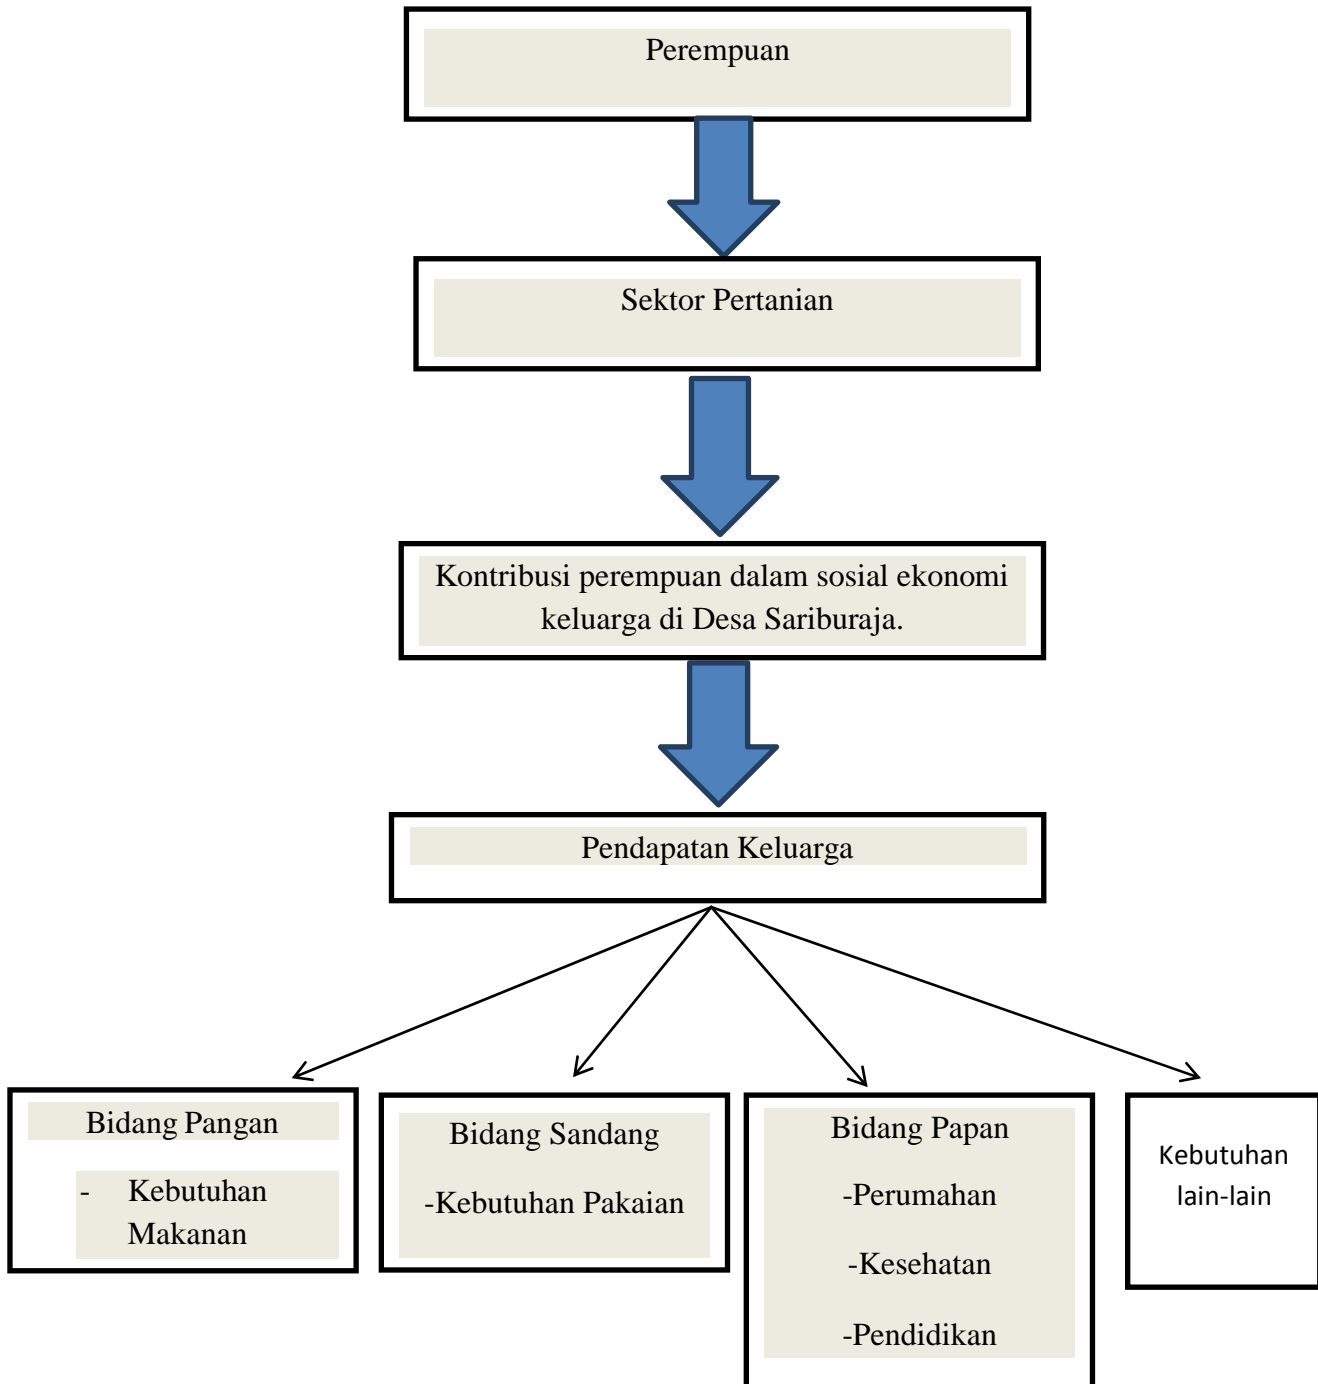 Perempuan
Sektor Pertanian
Kontribusi perempuan dalam sosial ekonomi
keluarga di Desa Sariburaja.
Pendapatan Keluarga
Bidang Pangan
- Kebutuhan
Makanan
Bidang Sandang
-Kebutuhan Pakaian
Bidang Papan
-Perumahan
-Kesehatan
-Pendidikan
Kebutuhan
lain-lain